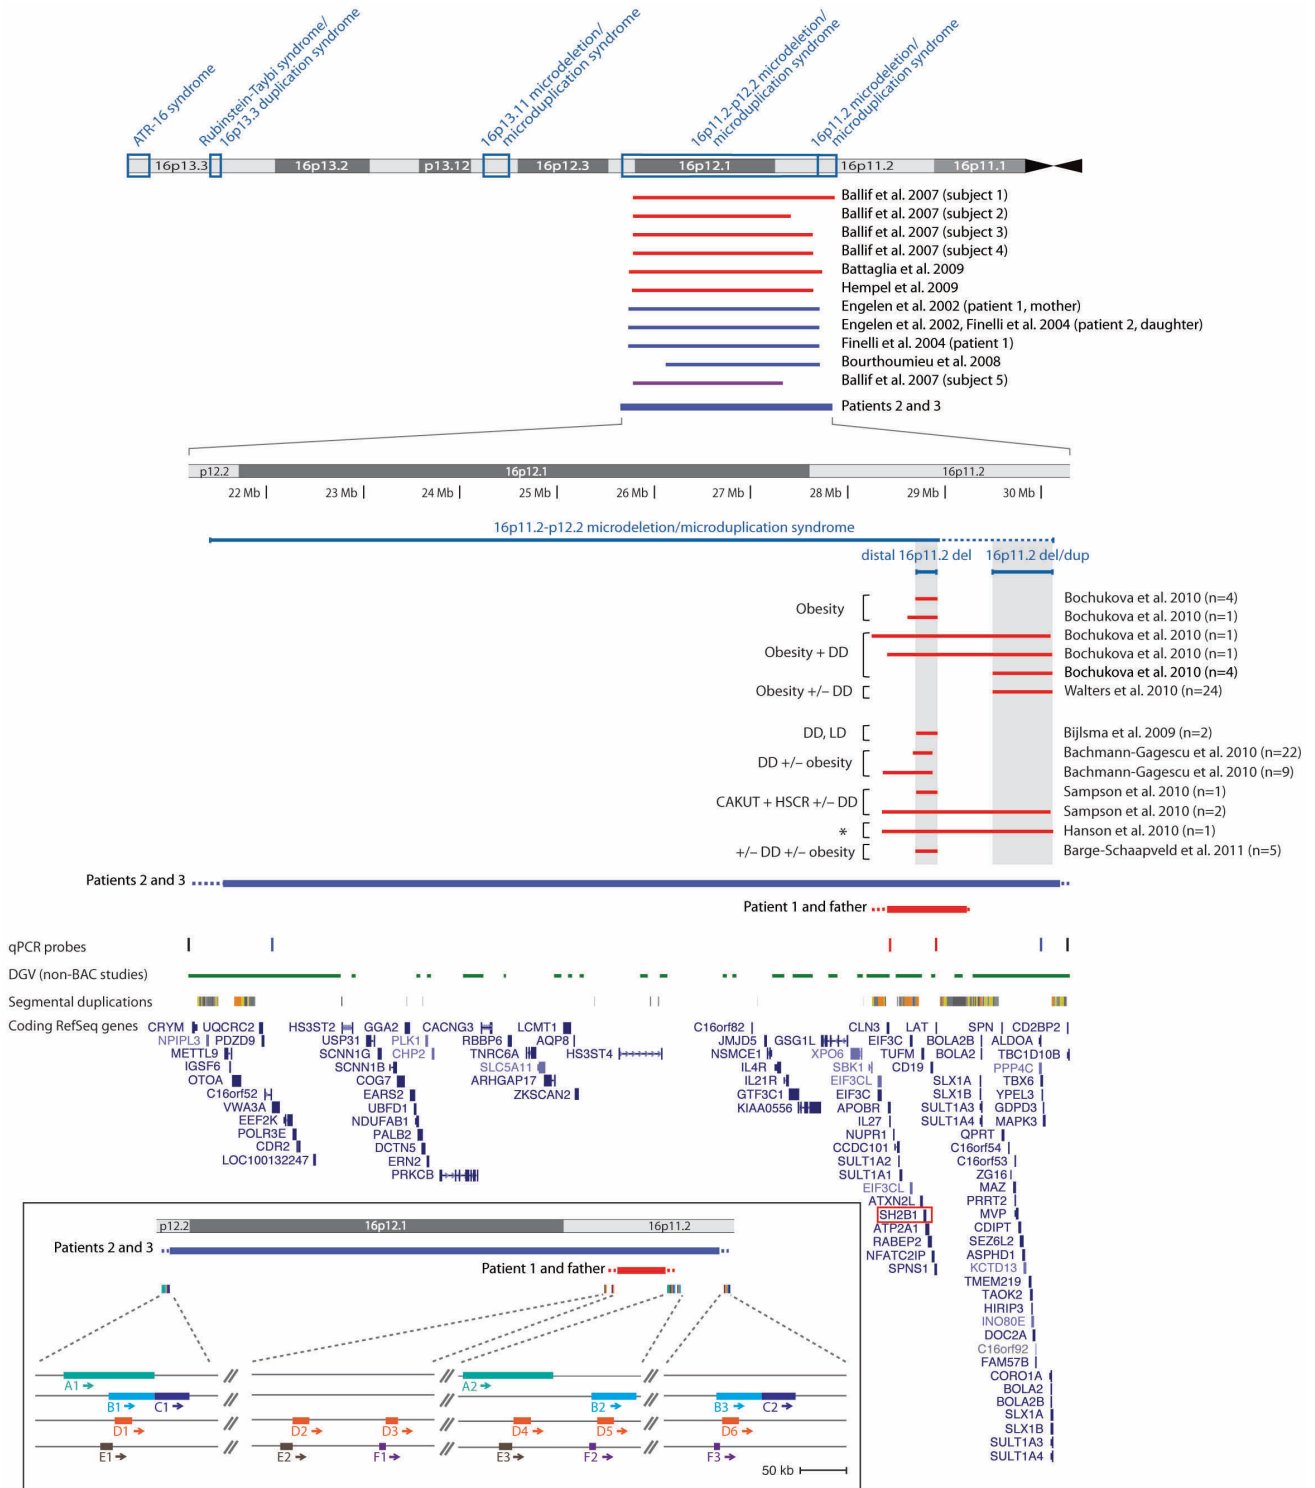 ATR-16 syndrome
Rubinstein-Taybi syndrome/
16p13.3 duplication syndrome
16p13.11 microdeletion/
microduplication syndrome
16p11.2-p12.2 microdeletion/
microduplication syndrome
16p11.2 microdeletion/
microduplication syndrome
16p13.3 16p13.2 p13.12 16p12.3 16p12.1 16p11.2 16p11.1
Ballif et al. 2007 (subject 1)
Ballif et al. 2007 (subject 2)
Ballif et al. 2007 (subject 3)
Ballif et al. 2007 (subject 4)
Battaglia et al. 2009
Hempel et al. 2009
Engelen et al. 2002 (patient 1, mother)
Engelen et al. 2002, Finelli et al. 2004 (patient 2, daughter)
Finelli et al. 2004 (patient 1)
Bourthoumieu et al. 2008
Ballif et al. 2007 (subject 5)
Patients 2 and 3
p12.2 16p12.1 16p11.2
22 Mb 23 Mb 24 Mb 25 Mb 26 Mb 27 Mb 28 Mb 29 Mb 30 Mb
16p11.2-p12.2 microdeletion/microduplication syndrome
distal 16p11.2 del 16p11.2 del/dup
Obesity
Bochukova et al. 2010 (n=4)
Bochukova et al. 2010 (n=1)
Obesity + DD
Bochukova et al. 2010 (n=1)
Bochukova et al. 2010 (n=1)
Bochukova et al. 2010 (n=4)
Obesity +/– DD Walters et al. 2010 (n=24)
DD, LD Bijlsma et al. 2009 (n=2)
DD +/– obesity
Bachmann-Gagescu et al. 2010 (n=22)
Bachmann-Gagescu et al. 2010 (n=9)
CAKUT + HSCR +/– DD
Sampson et al. 2010 (n=1)
Sampson et al. 2010 (n=2)
* Hanson et al. 2010 (n=1)
+/– DD +/– obesity Barge-Schaapveld et al. 2011 (n=5)
Patients 2 and 3
Patient 1 and father
qPCR probes
DGV (non-BAC studies)
Segmental duplications
Coding RefSeq genes
CRYM UQCRC2 HS3ST2 GGA2 CACNG3 LCMT1 C16orf82 CLN3 LAT SPN CD2BP2
NPIPL3 PDZD9 USP31 PLK1 RBBP6 AQP8 JMJD5 GSG1L EIF3C BOLA2B ALDOA
METTL9 SCNN1G CHP2 TNRC6A HS3ST4 NSMCE1 XPO6 TUFM BOLA2 TBC1D10B
IGSF6 SCNN1B SLC5A11 IL4R SBK1 CD19 PPP4C
OTOA COG7 ARHGAP17 IL21R EIF3CL SLX1A TBX6
C16orf52 EARS2 ZKSCAN2 GTF3C1 EIF3C SLX1B YPEL3
VWA3A UBFD1 KIAA0556 APOBR SULT1A3 GDPD3
EEF2K NDUFAB1 IL27 SULT1A4 MAPK3
POLR3E PALB2 NUPR1 QPRT
CDR2 DCTN5 CCDC101 C16orf54
LOC100132247 ERN2 SULT1A2 C16orf53
PRKCB SULT1A1 ZG16
EIF3CL MAZ
ATXN2L PRRT2
SH2B1 MVP
ATP2A1 CDIPT
RABEP2 SEZ6L2
NFATC2IP ASPHD1
SPNS1 KCTD13
TMEM219
TAOK2
HIRIP3
INO80E
DOC2A
C16orf92
FAM57B
CORO1A
BOLA2
BOLA2B
SLX1A
SLX1B
SULT1A3
SULT1A4
p12.2 16p12.1 16p11.2
Patients 2 and 3
Patient 1 and father
A1 A2
B1 C1 B2 B3 C2
D1 D2 D3 D4 D5 D6
E1 E2 F1 E3 F2 F3
50 kb